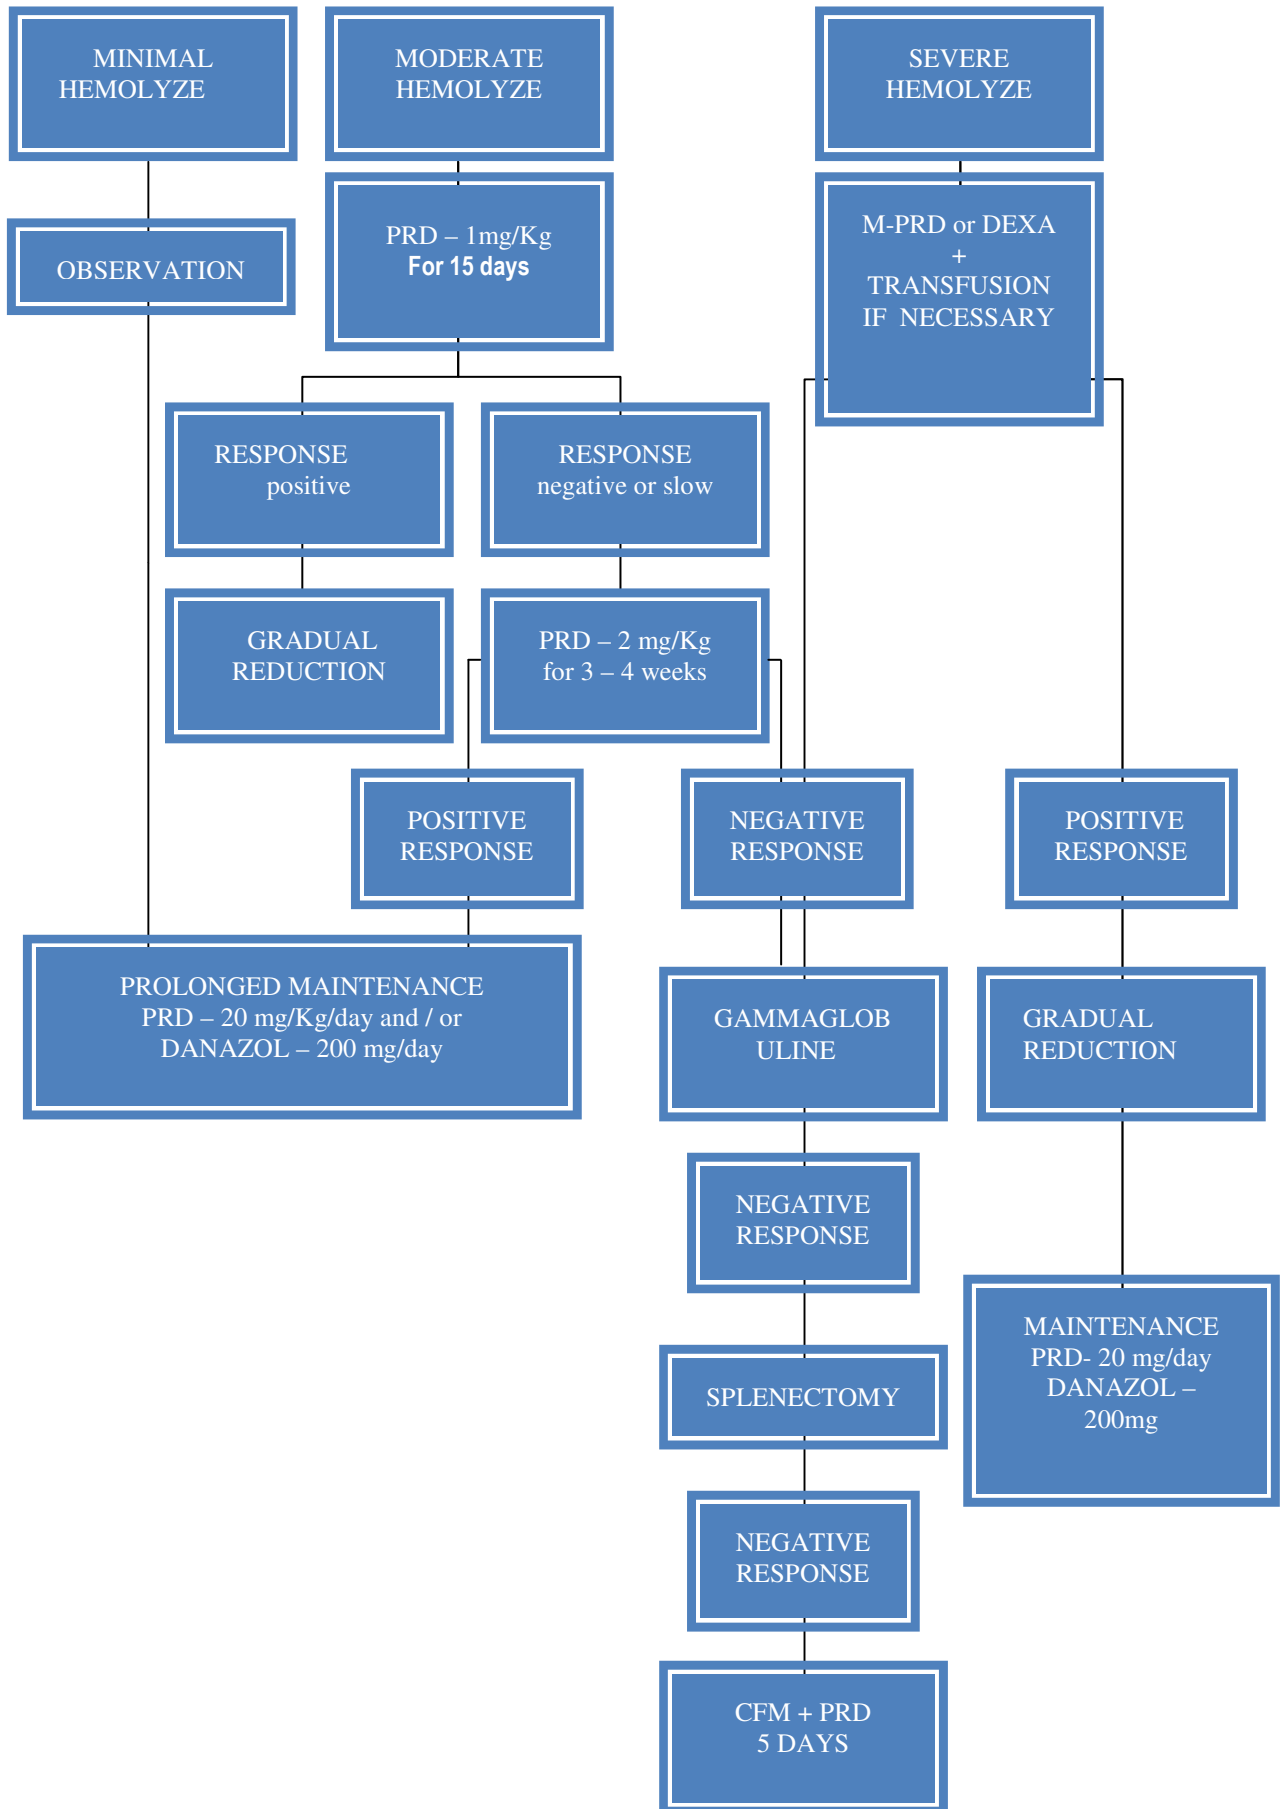 MINIMAL
HEMOLYZE
MODERATE
HEMOLYZE
SEVERE
HEMOLYZE
OBSERVATION
PRD – 1mg/Kg
For 15 days
M-PRD or DEXA
+
TRANSFUSION
IF NECESSARY
RESPONSE
positive
RESPONSE
negative or slow
GRADUAL
REDUCTION
PRD – 2 mg/Kg
for 3 – 4 weeks
POSITIVE
RESPONSE
NEGATIVE
RESPONSE
POSITIVE
RESPONSE
PROLONGED MAINTENANCE
PRD – 20 mg/Kg/day and / or
DANAZOL – 200 mg/day
GAMMAGLOB
ULINE
GRADUAL
REDUCTION
NEGATIVE
RESPONSE
MAINTENANCE
PRD- 20 mg/day
DANAZOL –
200mg
SPLENECTOMY
NEGATIVE
RESPONSE
CFM + PRD
5 DAYS